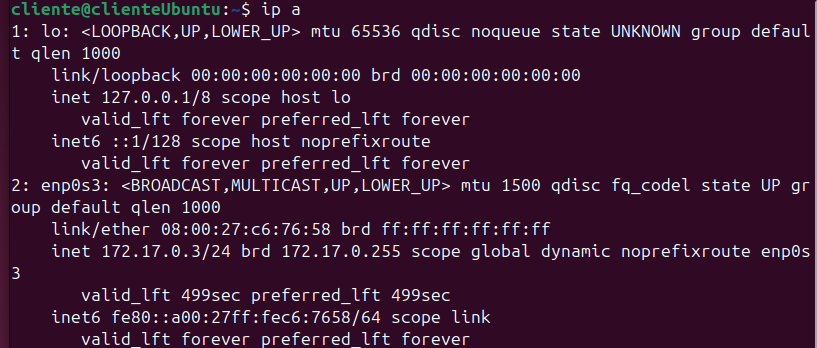 cliente@clienteUbuntu:~$ ip a
1: lo: <LOOPBACK,UP,LOWER_UP> mtu 65536 qdisc noqueue state UNKNOWN group defaul
t qlen 1000
    link/loopback 00:00:00:00:00:00 brd 00:00:00:00:00:00
    inet 127.0.0.1/8 scope host lo
       valid_lft forever preferred_lft forever
    inet6 ::1/128 scope host noprefixroute
       valid_lft forever preferred_lft forever
2: enp0s3: <BROADCAST,MULTICAST,UP,LOWER_UP> mtu 1500 qdisc fq_codel state UP gr
oup default qlen 1000
    link/ether 08:00:27:c6:76:58 brd ff:ff:ff:ff:ff:ff
    inet 172.17.0.3/24 brd 172.17.0.255 scope global dynamic noprefixroute enp0s
3
       valid_lft 499sec preferred_lft 499sec
    inet6 fe80::a00:27ff:fec6:7658/64 scope link
       valid_lft forever preferred_lft forever